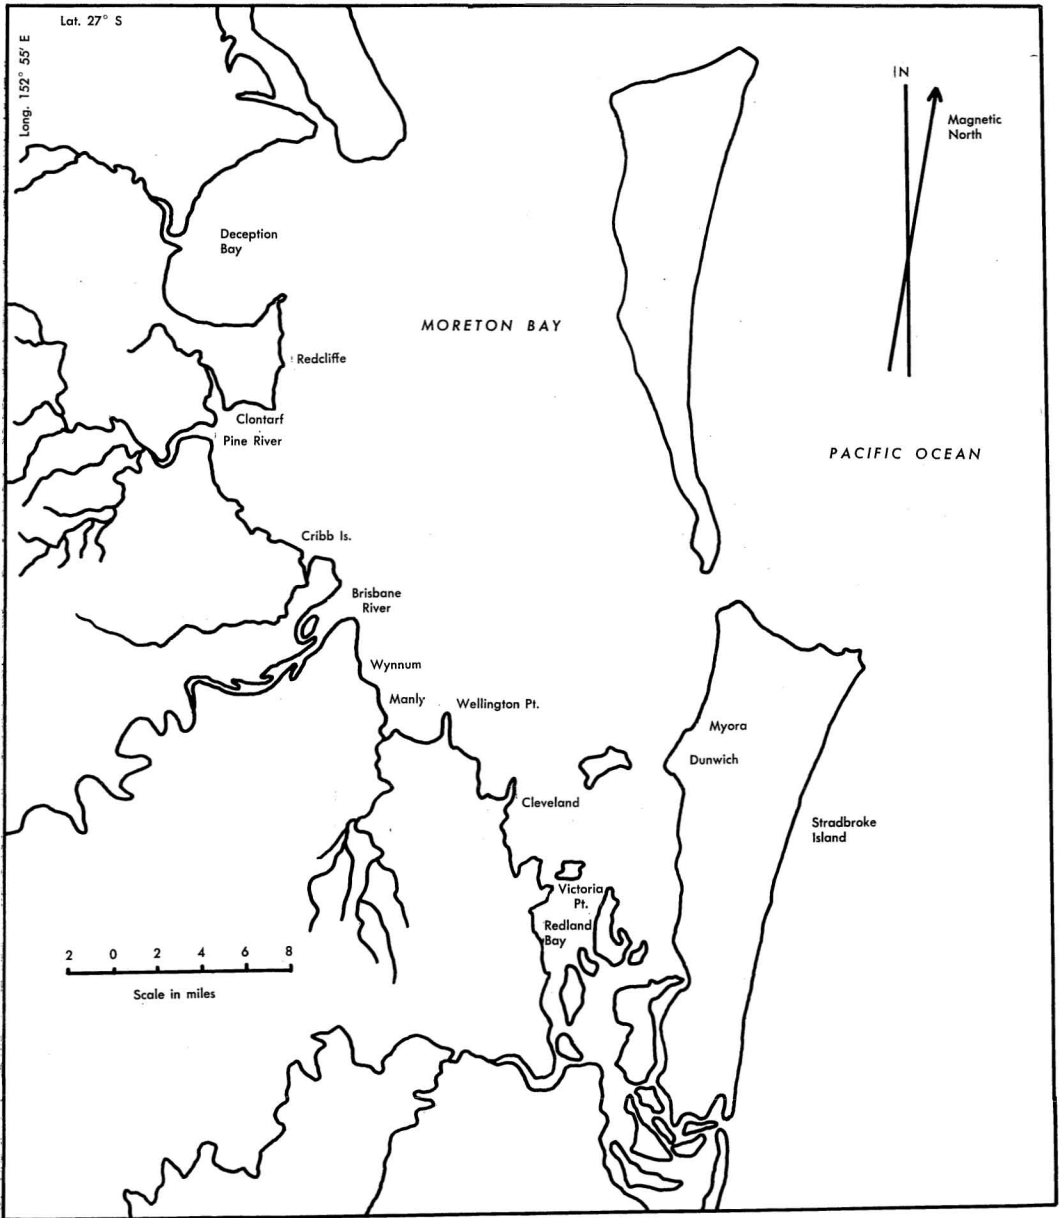 Lat. 27° S
Long. 152° 55′ E
N
Magnetic
North
Deception
Bay
MORETON BAY
Redcliffe
Clontarf
Pine River
PACIFIC OCEAN
Cribb Is.
Brisbane
River
Wynnum
Manly
Wellington Pt.
Myora
Dunwich
Cleveland
Stradbroke
Island
Victoria
Pt.
Redland
Bay
2 0 2 4 6 8
Scale in miles